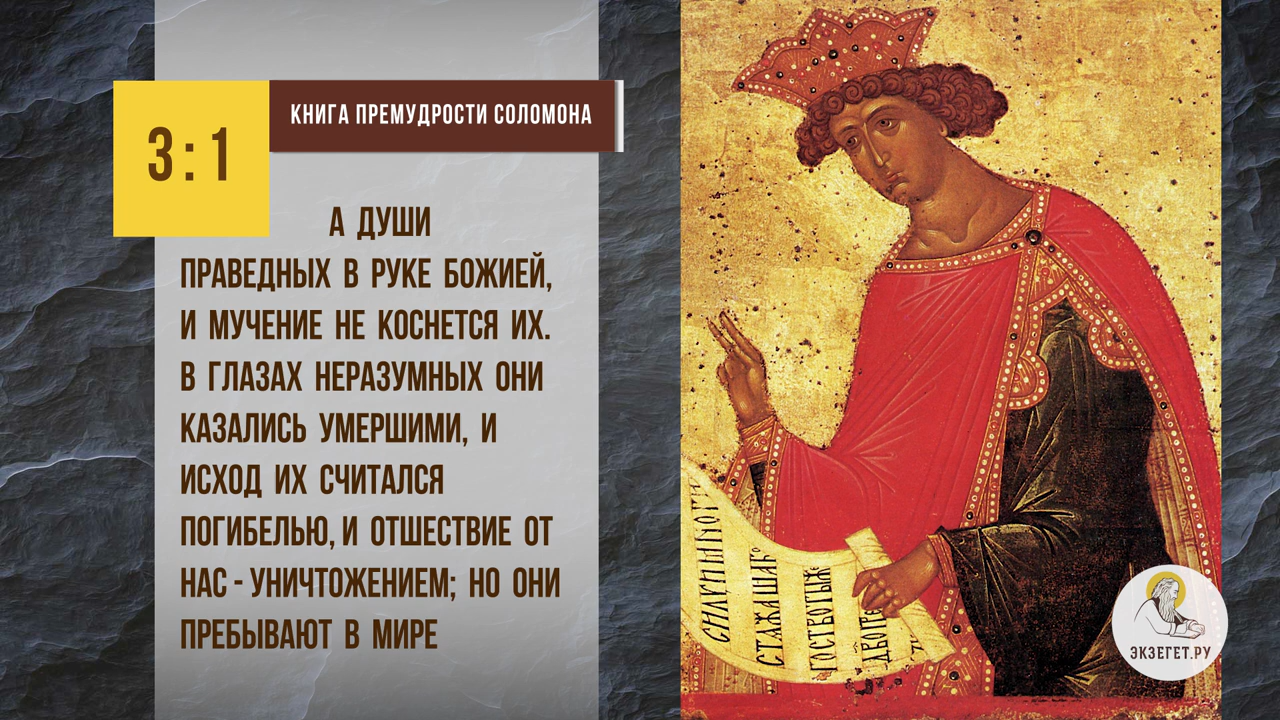 3:1
КНИГА ПРЕМУДРОСТИ СОЛОМОНА
А ДУШИ
ПРАВЕДНЫХ В РУКЕ БОЖИЕЙ,
И МУЧЕНИЕ НЕ КОСНЕТСЯ ИХ.
В ГЛАЗАХ НЕРАЗУМНЫХ ОНИ
КАЗАЛИСЬ УМЕРШИМИ, И
ИСХОД ИХ СЧИТАЛСЯ
ПОГИБЕЛЬЮ, И ОТШЕСТВИЕ ОТ
НАС - УНИЧТОЖЕНИЕМ; НО ОНИ
ПРЕБЫВАЮТ В МИРЕ
ЭКЗЕГЕТ.РУ